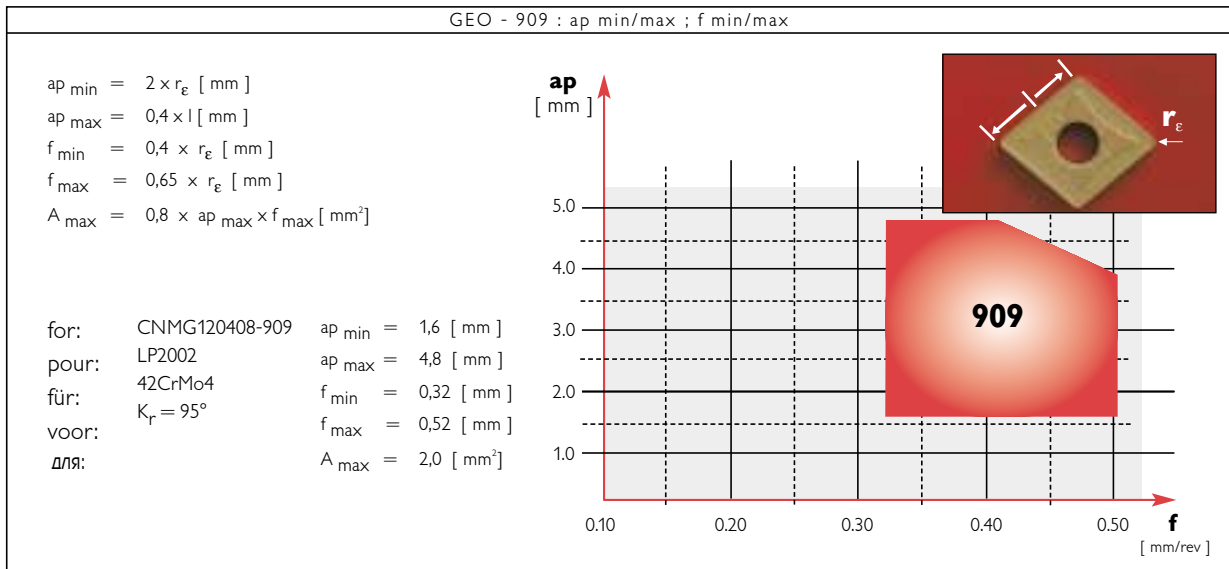 GEO - 909 : ap min/max ; f min/max
ap min = 2 x rε [ mm ]
ap max = 0,4 x l [ mm ]
f min = 0,4 x rε [ mm ]
f max = 0,65 x rε [ mm ]
A max = 0,8 x ap max x f max [ mm²]
for: CNMG120408-909
pour: LP2002
für: 42CrMo4
voor: Kr = 95°
для:
ap min = 1,6 [ mm ]
ap max = 4,8 [ mm ]
f min = 0,32 [ mm ]
f max = 0,52 [ mm ]
A max = 2,0 [ mm²]
ap
[ mm ]
rε
5.0
4.0
3.0
2.0
1.0
909
0.10 0.20 0.30 0.40 0.50 f
[ mm/rev ]